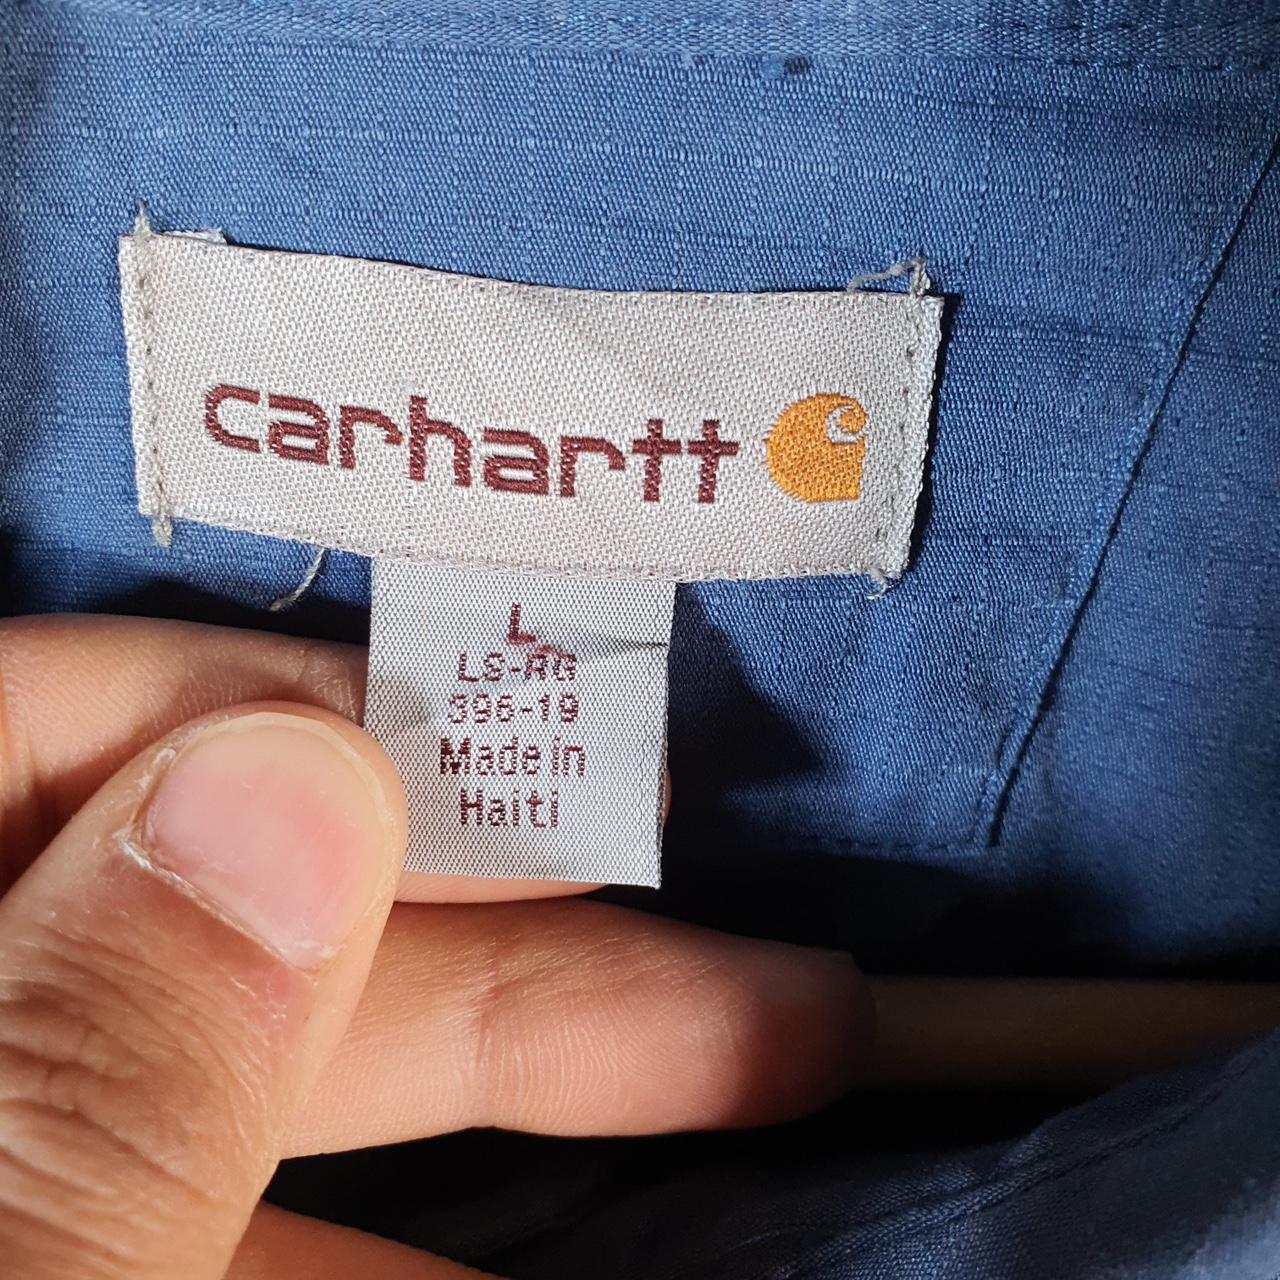 carhartt
L
LS-RG
396-19
Made in
Haiti